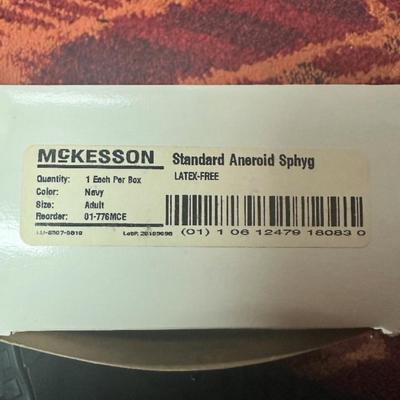 McKESSON
Standard Aneroid Sphyg
LATEX-FREE
Quantity: 1 Each Per Box
Color: Navy
Size: Adult
Reorder: 01-776MCE
(01) 1 06 12479 18083 0